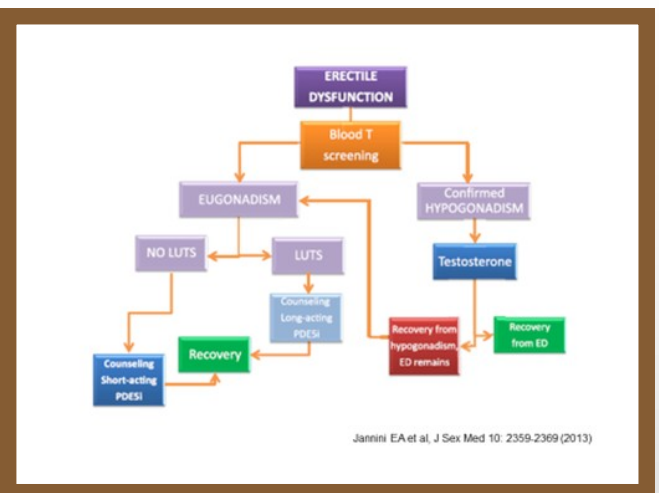 ERECTILE
DYSFUNCTION
Blood T
screening
EUGONADISM
Confirmed
HYPOGONADISM
NO LUTS
LUTS
Testosterone
Counseling
Long-acting
PDE5i
Recovery from
hypogonadism,
ED remains
Recovery
from ED
Recovery
Counseling
Short-acting
PDE5i
Jannini EA et al, J Sex Med 10: 2359-2369 (2013)